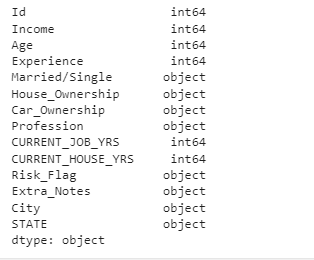 Id int64
Income int64
Age int64
Experience int64
Married/Single object
House_Ownership object
Car_Ownership object
Profession object
CURRENT_JOB_YRS int64
CURRENT_HOUSE_YRS int64
Risk_Flag object
Extra_Notes object
City object
STATE object
dtype: object